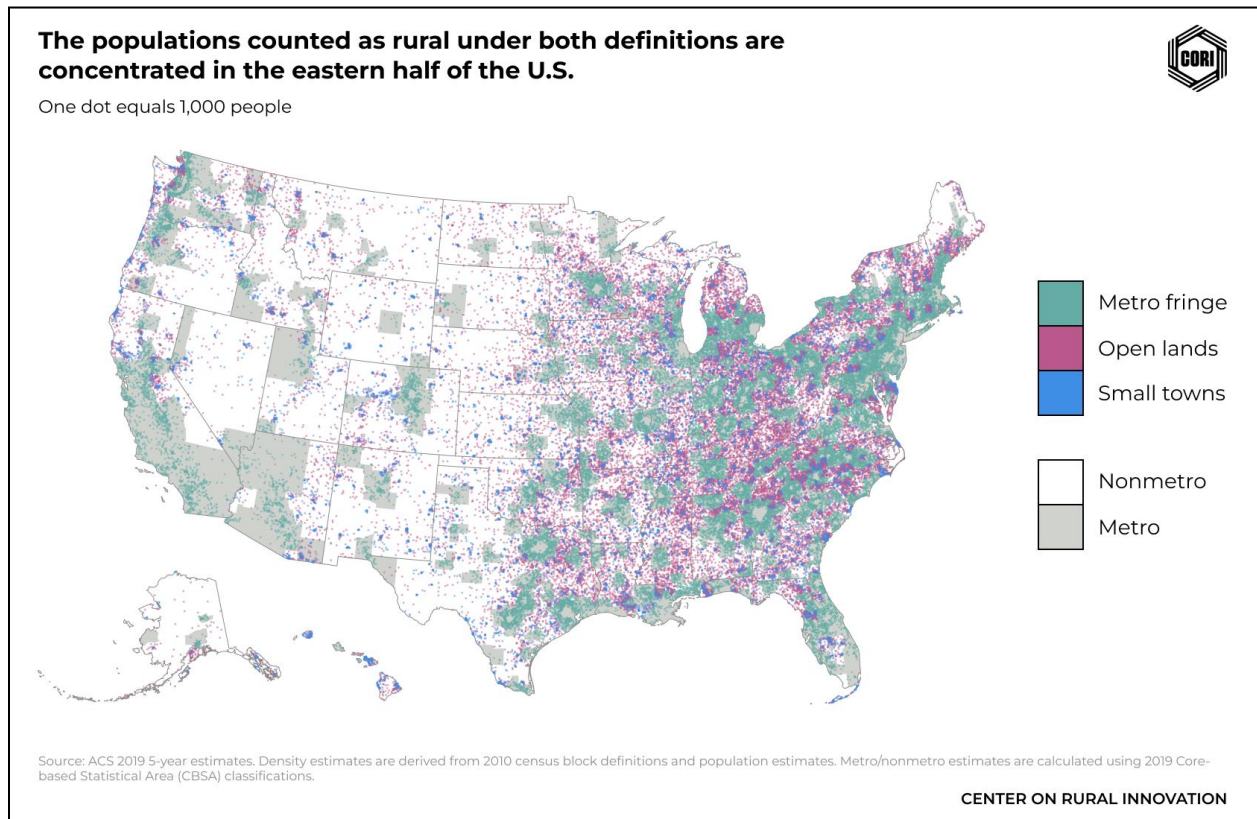 The populations counted as rural under both definitions are
concentrated in the eastern half of the U.S.
CORI
One dot equals 1,000 people
Metro fringe
Open lands
Small towns
Nonmetro
Metro
Source: ACS 2019 5-year estimates. Density estimates are derived from 2010 census block definitions and population estimates. Metro/nonmetro estimates are calculated using 2019 Core-
based Statistical Area (CBSA) classifications.
CENTER ON RURAL INNOVATION